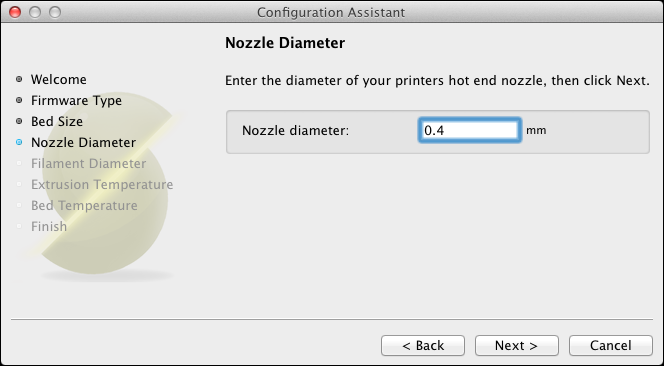 Configuration Assistant
Nozzle Diameter
Enter the diameter of your printers hot end nozzle, then click Next.
Welcome
Firmware Type
Bed Size
Nozzle Diameter
Filament Diameter
Extrusion Temperature
Bed Temperature
Finish
Nozzle diameter: 0.4 mm
< Back Next > Cancel